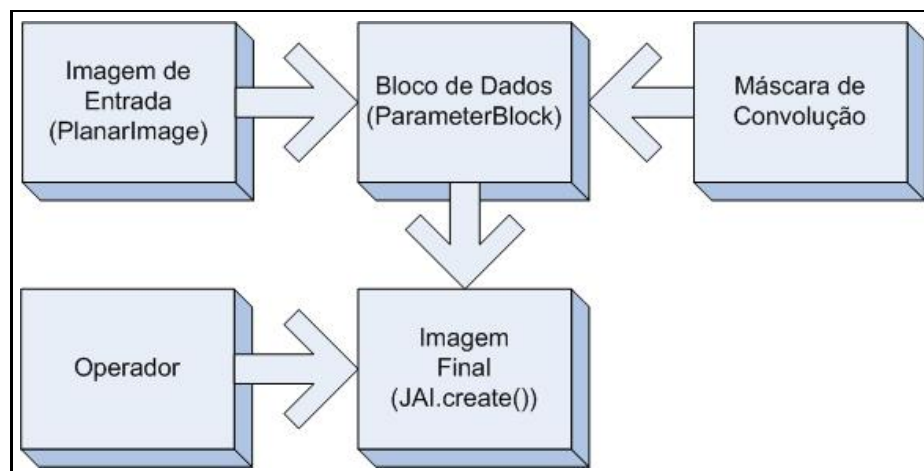 Imagem de
Entrada
(PlanarImage)
Bloco de Dados
(ParameterBlock)
Máscara de
Convolução
Operador
Imagem
Final
(JAI.create())